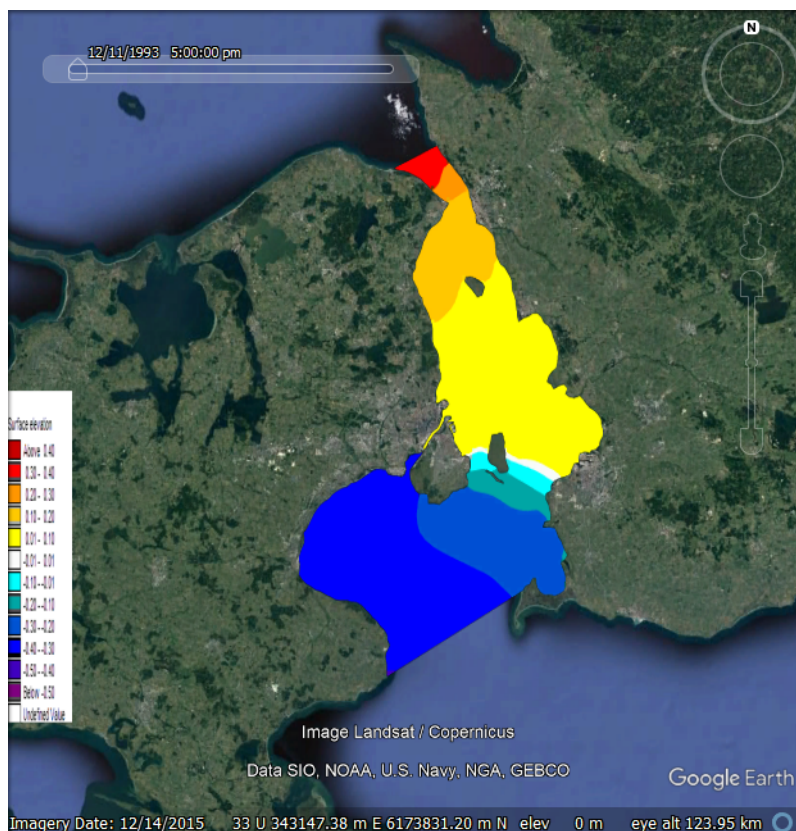 12/11/1993 5:00:00 pm
N
Surface elevation
Above 0.40
0.30 - 0.40
0.20 - 0.30
0.10 - 0.20
0.01 - 0.10
-0.01 - 0.01
-0.10 - -0.01
-0.20 - -0.10
-0.30 - -0.20
-0.40 - -0.30
-0.50 - -0.40
Below -0.50
Undefined Value
Image Landsat / Copernicus
Data SIO, NOAA, U.S. Navy, NGA, GEBCO
Google Earth
Imagery Date: 12/14/2015 33 U 343147.38 m E 6173831.20 m N elev 0 m eye alt 123.95 km